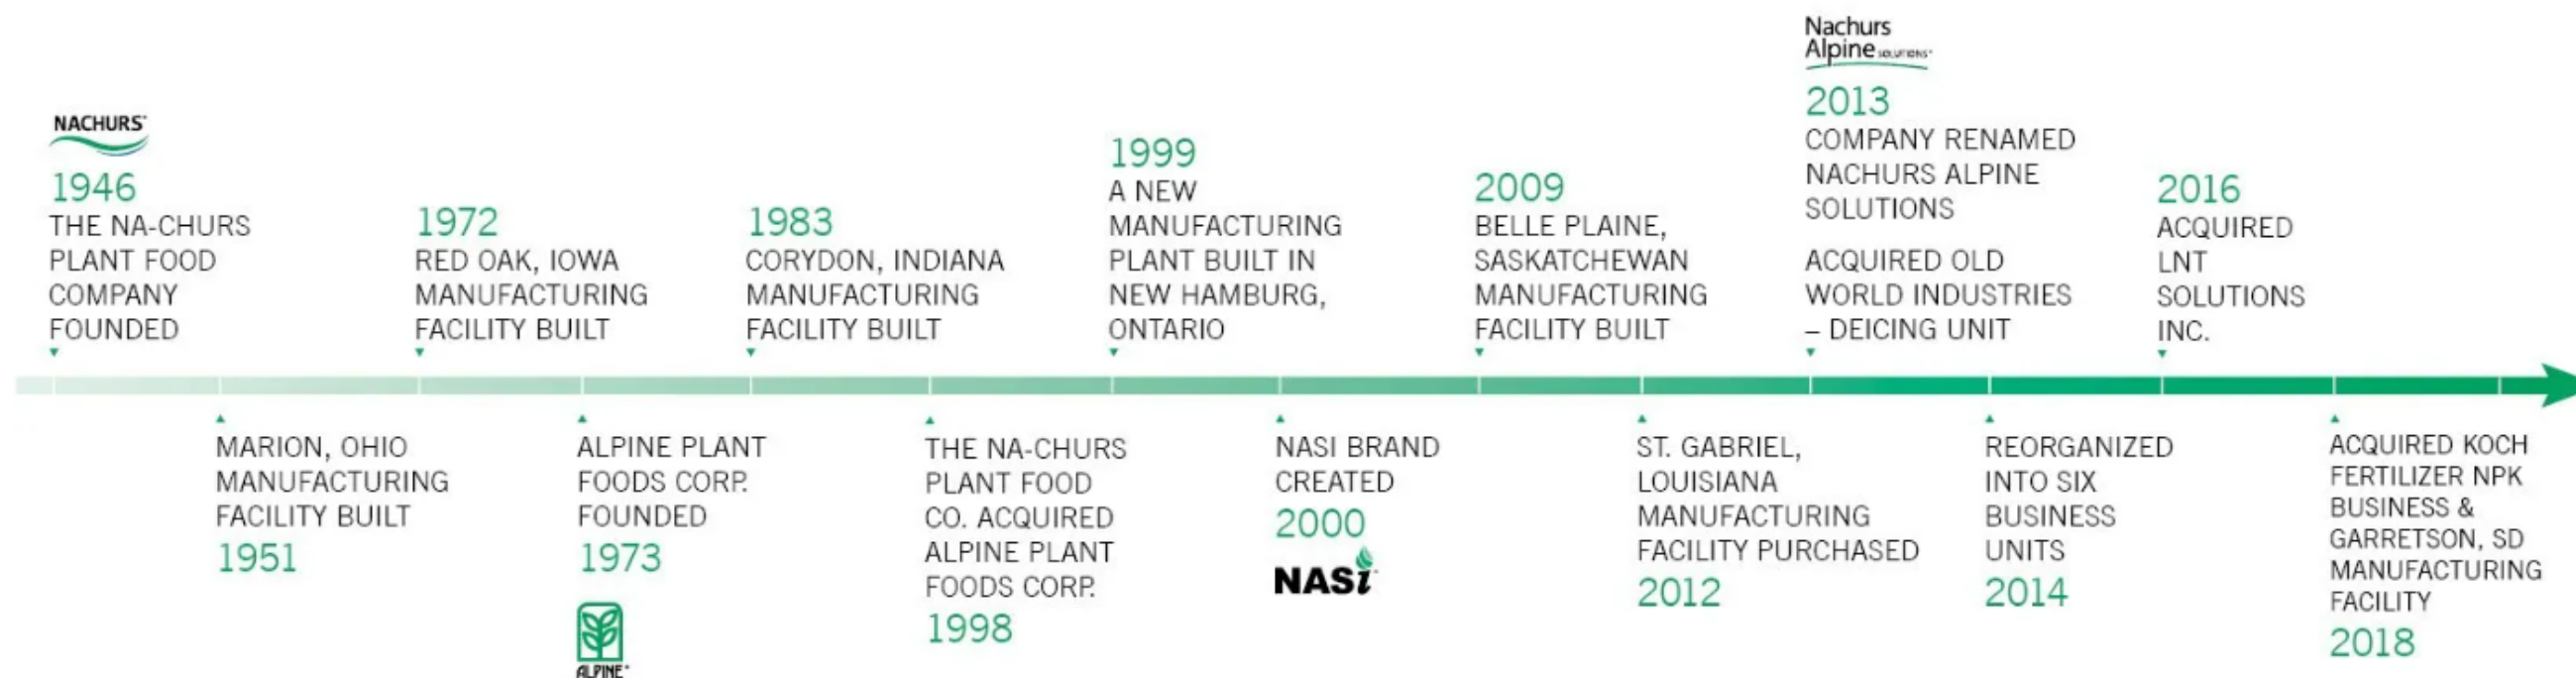 NACHURS
1946
THE NA-CHURS
PLANT FOOD
COMPANY
FOUNDED
MARION, OHIO
MANUFACTURING
FACILITY BUILT
1951
1972
RED OAK, IOWA
MANUFACTURING
FACILITY BUILT
ALPINE PLANT
FOODS CORP.
FOUNDED
1973
ALPINE
1983
CORYDON, INDIANA
MANUFACTURING
FACILITY BUILT
THE NA-CHURS
PLANT FOOD
CO. ACQUIRED
ALPINE PLANT
FOODS CORP.
1998
1999
A NEW
MANUFACTURING
PLANT BUILT IN
NEW HAMBURG,
ONTARIO
NASI BRAND
CREATED
2000
NASi
2009
BELLE PLAINE,
SASKATCHEWAN
MANUFACTURING
FACILITY BUILT
ST. GABRIEL,
LOUISIANA
MANUFACTURING
FACILITY PURCHASED
2012
Nachurs
Alpine SOLUTIONS
2013
COMPANY RENAMED
NACHURS ALPINE
SOLUTIONS
ACQUIRED OLD
WORLD INDUSTRIES
– DEICING UNIT
REORGANIZED
INTO SIX
BUSINESS
UNITS
2014
2016
ACQUIRED
LNT
SOLUTIONS
INC.
ACQUIRED KOCH
FERTILIZER NPK
BUSINESS &
GARRETSON, SD
MANUFACTURING
FACILITY
2018